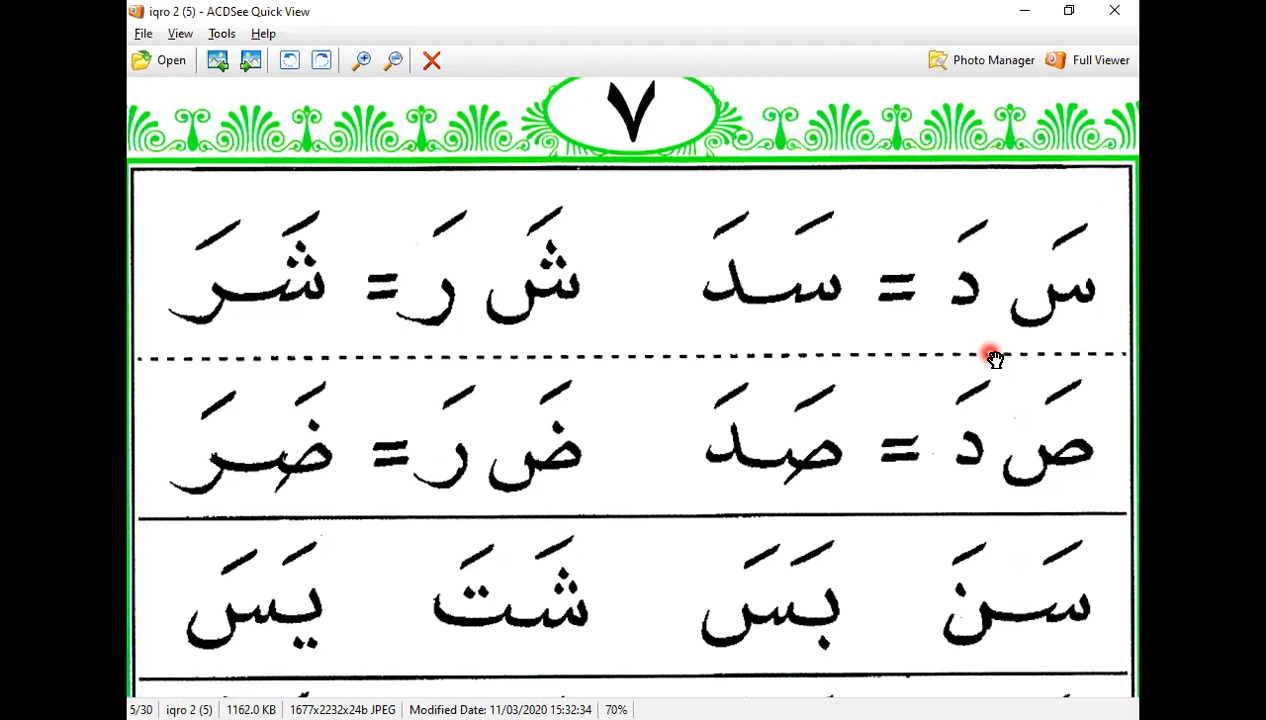 iqro 2 (5) - ACDSee Quick View
File View Tools Help
Open Photo Manager Full Viewer
٧
سَ دَ = سَدَ شَ رَ = شَرَ
صَ دَ = صَدَ ضَ رَ = ضَرَ
سَنَ بَسَ شَتَ يَسَ
5/30 iqro 2 (5) 1162.0 KB 1677x2232x24b JPEG Modified Date: 11/03/2020 15:32:34 70%